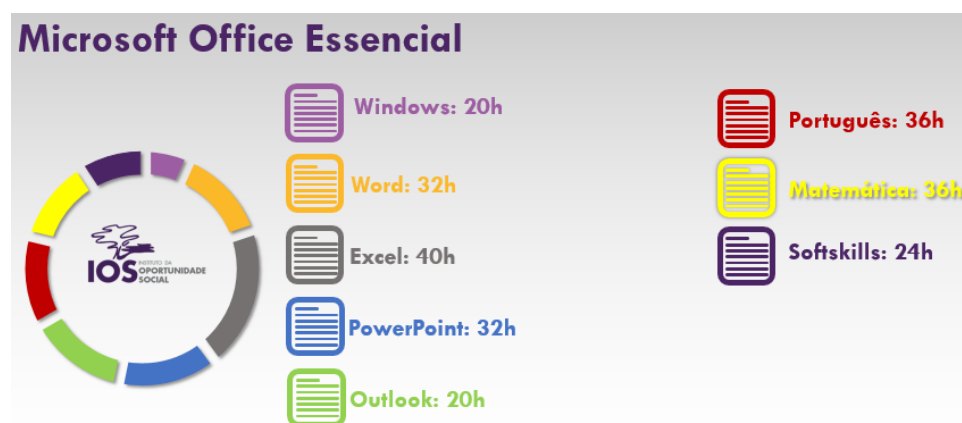 Microsoft Office Essencial
Windows: 20h
Word: 32h
Excel: 40h
PowerPoint: 32h
Outlook: 20h
Português: 36h
Matemática: 36h
Softskills: 24h
IOS
INSTITUTO DA
OPORTUNIDADE
SOCIAL